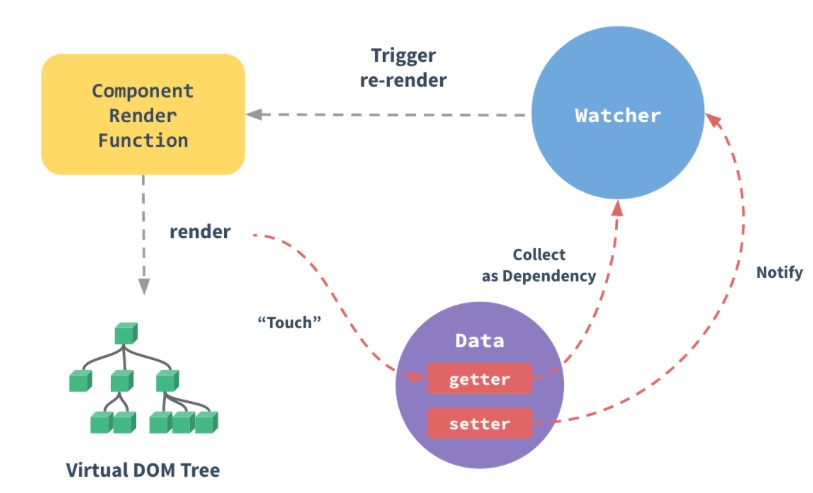 Component
Render
Function
Trigger
re-render
Watcher
render
“Touch”
Collect
as Dependency
Notify
Data
getter
setter
Virtual DOM Tree